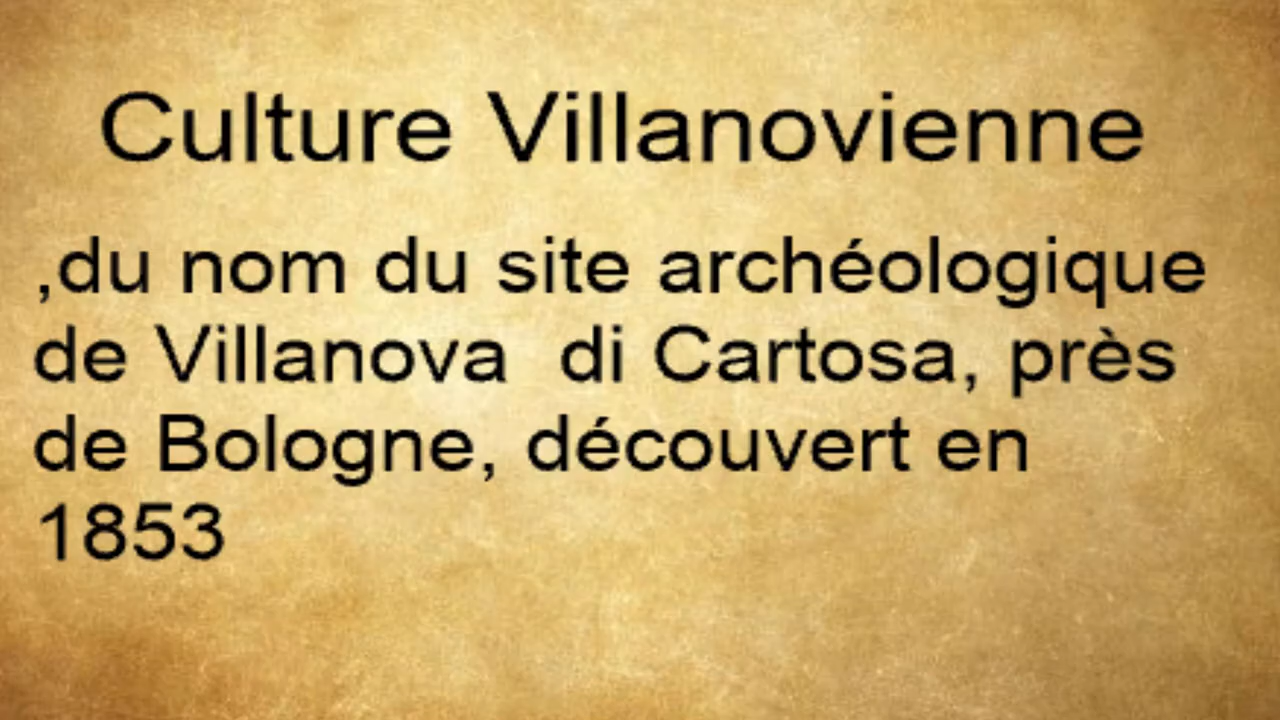 Culture Villanovienne
,du nom du site archéologique
de Villanova  di Cartosa, près
de Bologne, découvert en
1853